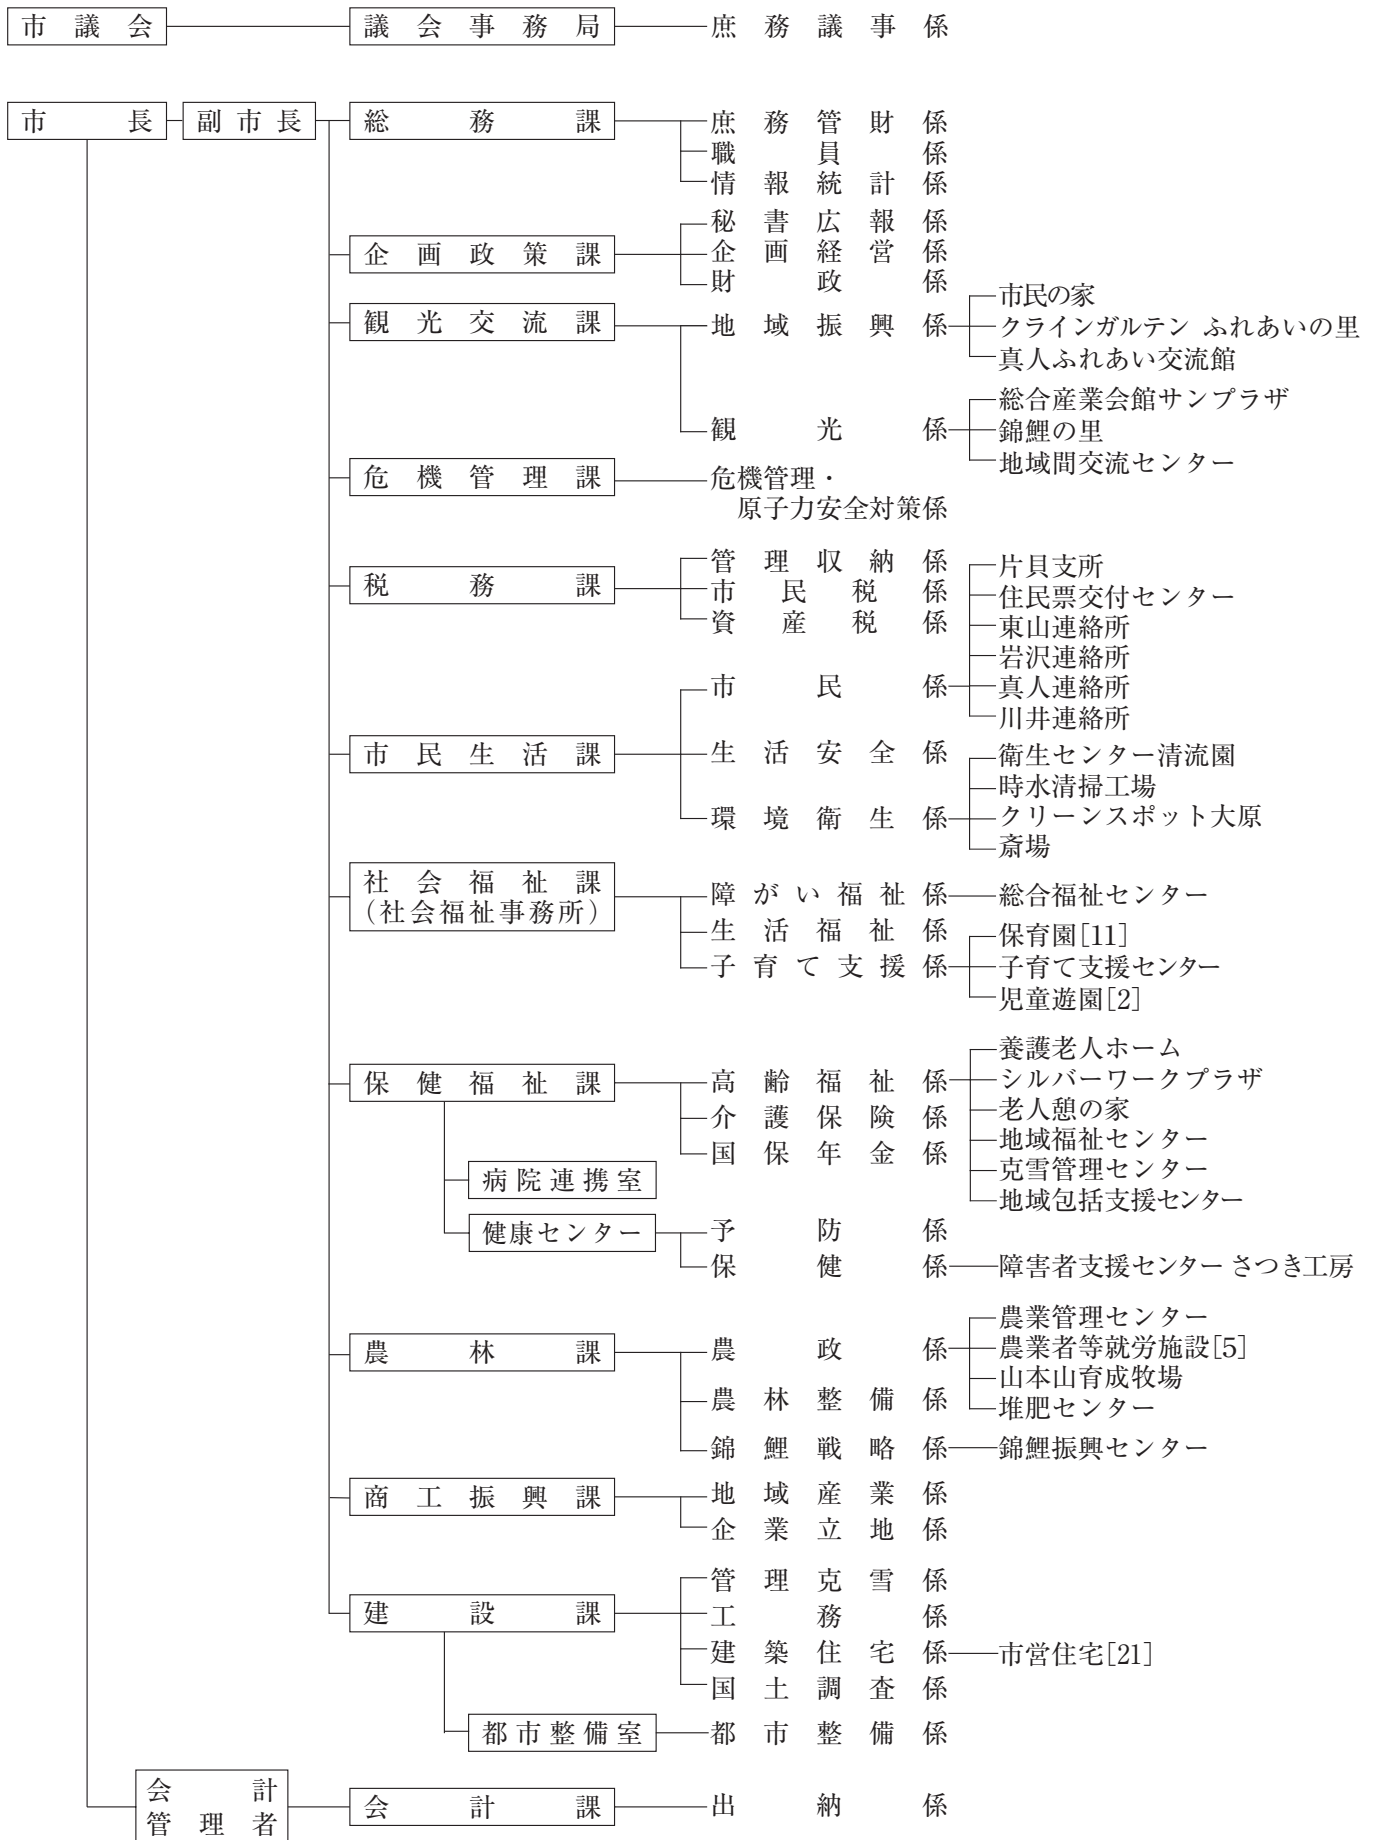 市議会 議会事務局 庶務議事係
市長 副市長 総務課 庶務管財係
職員係
情報統計係
秘書広報係
企画政策課 企画経営係
財政係
市民の家
観光交流課 地域振興係 クラインガルテン ふれあいの里
真人ふれあい交流館
総合産業会館サンプラザ
観光係 錦鯉の里
地域間交流センター
危機管理課 危機管理・
原子力安全対策係
管理収納係 片貝支所
税務課 市民税係 住民票交付センター
資産税係 東山連絡所
岩沢連絡所
市民係 真人連絡所
川井連絡所
市民生活課 生活安全係 衛生センター清流園
時水清掃工場
環境衛生係 クリーンスポット大原
斎場
社会福祉課 障がい福祉係 総合福祉センター
（社会福祉事務所） 生活福祉係 保育園[11]
子育て支援係 子育て支援センター
児童遊園[2]
養護老人ホーム
保健福祉課 高齢福祉係 シルバーワークプラザ
介護保険係 老人憩の家
国保年金係 地域福祉センター
病院連携室 克雪管理センター
地域包括支援センター
健康センター 予防係
保健係 障害者支援センター さつき工房
農業管理センター
農林課 農政係 農業者等就労施設[5]
山本山育成牧場
農林整備係 堆肥センター
錦鯉戦略係 錦鯉振興センター
商工振興課 地域産業係
企業立地係
管理克雪係
建設課 工務係
建築住宅係 市営住宅[21]
国土調査係
都市整備室 都市整備係
会計
管理者 会計課 出納係